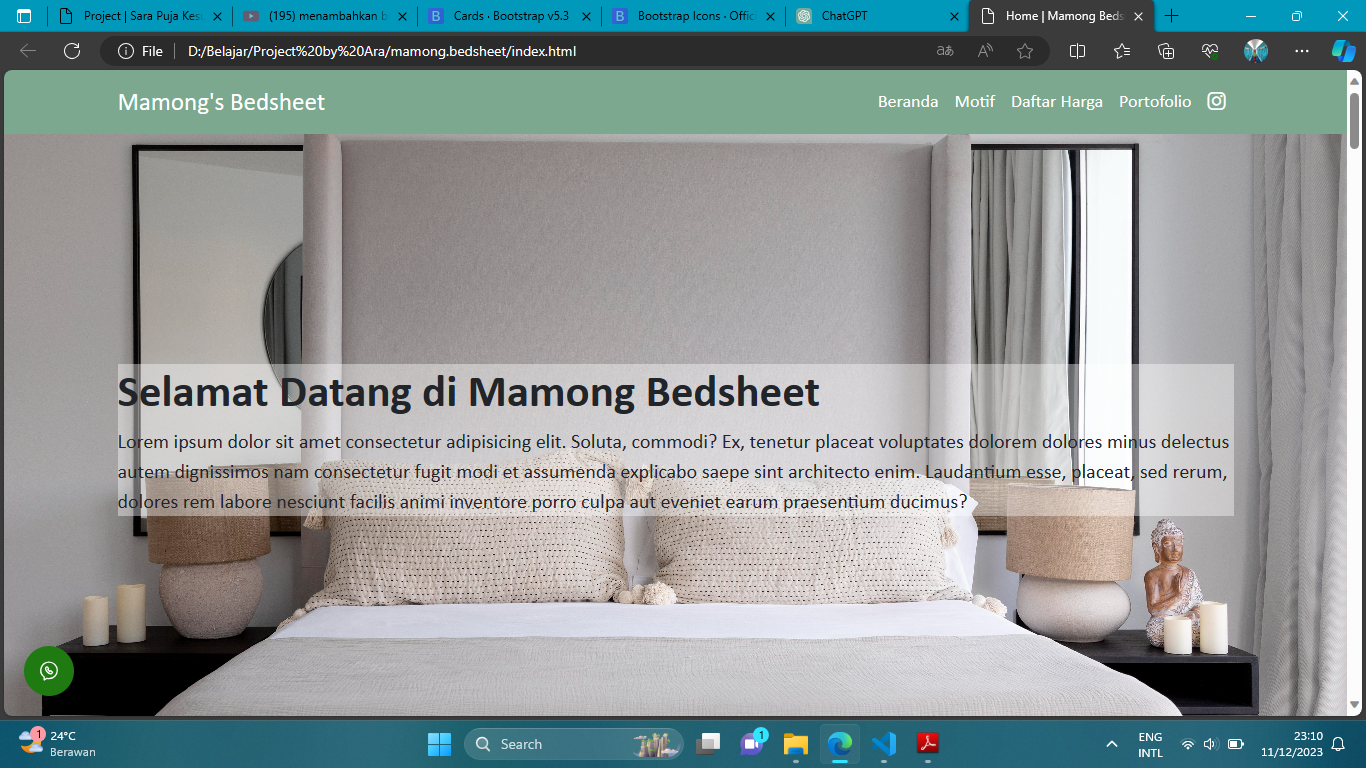 Project | Sara Puja Kes
(195) menambahkan b
Cards · Bootstrap v5.3
Bootstrap Icons · Offic
ChatGPT
Home | Mamong Beds
File
D:/Belajar/Project%20by%20Ara/mamong.bedsheet/index.html
Mamong's Bedsheet
Beranda
Motif
Daftar Harga
Portofolio
Selamat Datang di Mamong Bedsheet
Lorem ipsum dolor sit amet consectetur adipisicing elit. Soluta, commodi? Ex, tenetur placeat voluptates dolorem dolores minus delectus
autem dignissimos nam consectetur fugit modi et assumenda explicabo saepe sint architecto enim. Laudantium esse, placeat, sed rerum,
dolores rem labore nesciunt facilis animi inventore porro culpa aut eveniet earum praesentium ducimus?
1
24°C
Berawan
Search
1
ENG
INTL
23:10
11/12/2023